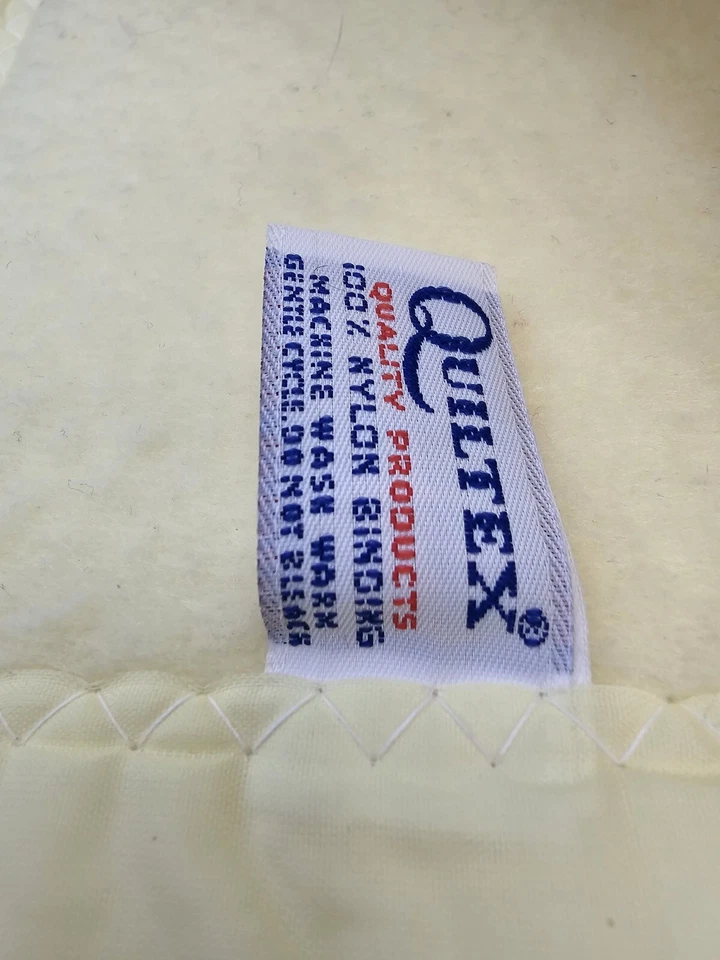 QUILTEX®
QUALITY PRODUCTS
100% NYLON BINDING
MACHINE WASH WARM
GENTLE CYCLE. DO NOT BLEACH